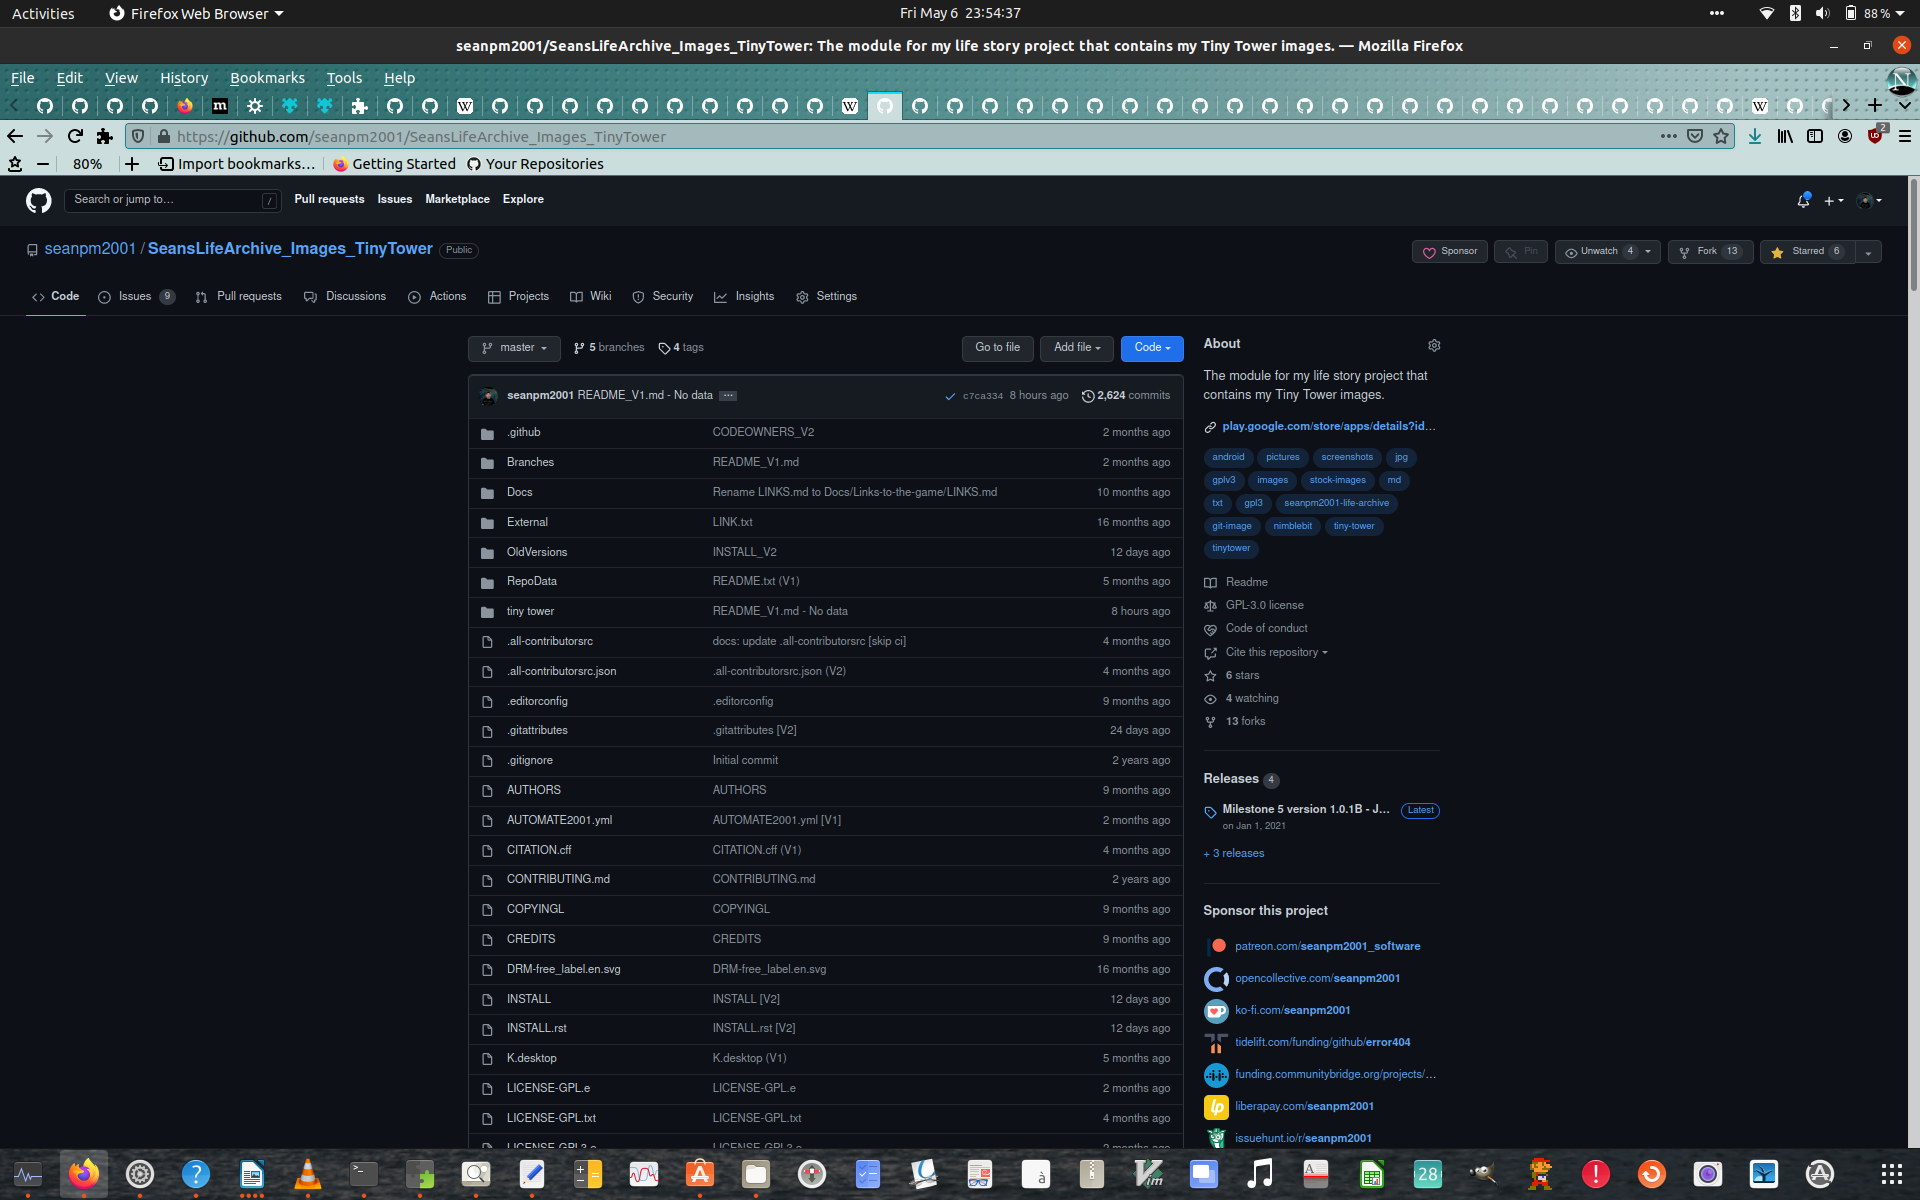 Activities Firefox Web Browser Fri May 6 23:54:37 88 %
seanpm2001/SeansLifeArchive_Images_TinyTower: The module for my life story project that contains my Tiny Tower images. — Mozilla Firefox
File Edit View History Bookmarks Tools Help
https://github.com/seanpm2001/SeansLifeArchive_Images_TinyTower 2
80% Import bookmarks... Getting Started Your Repositories
Search or jump to... / Pull requests Issues Marketplace Explore
seanpm2001 / SeansLifeArchive_Images_TinyTower Public Sponsor Pin Unwatch 4 Fork 13 Starred 6
Code Issues 9 Pull requests Discussions Actions Projects Wiki Security Insights Settings
master 5 branches 4 tags Go to file Add file Code
seanpm2001 README_V1.md - No data ... c7ca334 8 hours ago 2,624 commits
.github CODEOWNERS_V2 2 months ago
Branches README_V1.md 2 months ago
Docs Rename LINKS.md to Docs/Links-to-the-game/LINKS.md 10 months ago
External LINK.txt 16 months ago
OldVersions INSTALL_V2 12 days ago
RepoData README.txt (V1) 5 months ago
tiny tower README_V1.md - No data 8 hours ago
.all-contributorsrc docs: update .all-contributorsrc [skip ci] 4 months ago
.all-contributorsrc.json .all-contributorsrc.json (V2) 4 months ago
.editorconfig .editorconfig 9 months ago
.gitattributes .gitattributes [V2] 24 days ago
.gitignore Initial commit 2 years ago
AUTHORS AUTHORS 9 months ago
AUTOMATE2001.yml AUTOMATE2001.yml [V1] 2 months ago
CITATION.cff CITATION.cff (V1) 4 months ago
CONTRIBUTING.md CONTRIBUTING.md 2 years ago
COPYINGL COPYINGL 9 months ago
CREDITS CREDITS 9 months ago
DRM-free_label.en.svg DRM-free_label.en.svg 16 months ago
INSTALL INSTALL [V2] 12 days ago
INSTALL.rst INSTALL.rst [V2] 12 days ago
K.desktop K.desktop (V1) 5 months ago
LICENSE-GPL.e LICENSE-GPL.e 2 months ago
LICENSE-GPL.txt LICENSE-GPL.txt 4 months ago
About
The module for my life story project that
contains my Tiny Tower images.
play.google.com/store/apps/details?id...
android pictures screenshots jpg
gplv3 images stock-images md
txt gpl3 seanpm2001-life-archive
git-image nimblebit tiny-tower
tinytower
Readme
GPL-3.0 license
Code of conduct
Cite this repository
6 stars
4 watching
13 forks
Releases 4
Milestone 5 version 1.0.1B - J... Latest
on Jan 1, 2021
+ 3 releases
Sponsor this project
patreon.com/seanpm2001_software
opencollective.com/seanpm2001
ko-fi.com/seanpm2001
tidelift.com/funding/github/error404
funding.communitybridge.org/projects/...
liberapay.com/seanpm2001
issuehunt.io/r/seanpm2001
28